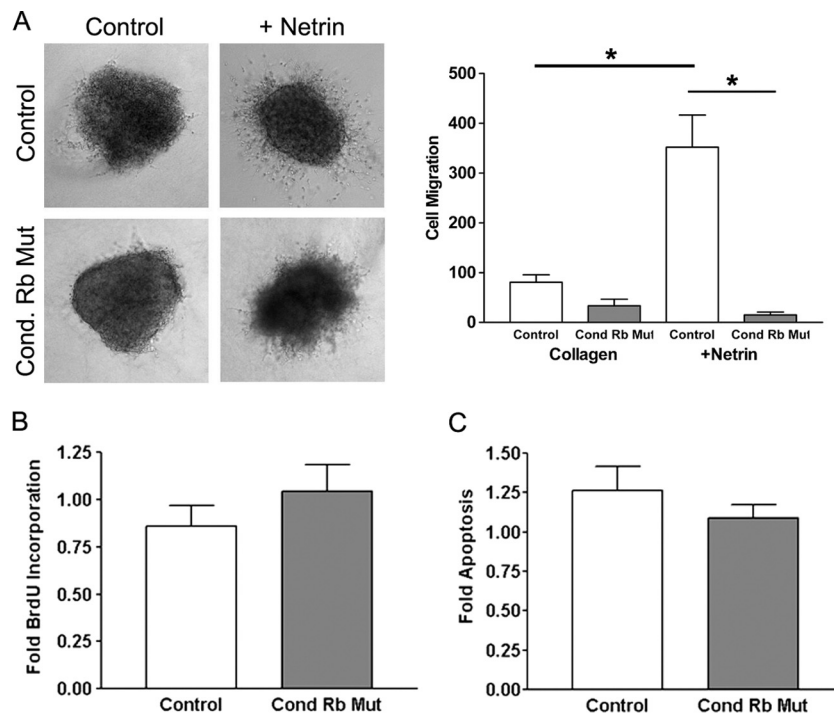 A
Control
+ Netrin
Control
Cond. Rb Mut
*
*
500
400
300
200
100
0
Cell Migration
Control
Cond Rb Mut
Control
Cond Rb Mut
Collagen
+Netrin
B
1.25
1.00
0.75
0.50
0.25
0.00
Fold BrdU Incorporation
Control
Cond Rb Mut
C
1.50
1.25
1.00
1.25
0.50
0.25
0.00
Fold Apoptosis
Control
Cond Rb Mut